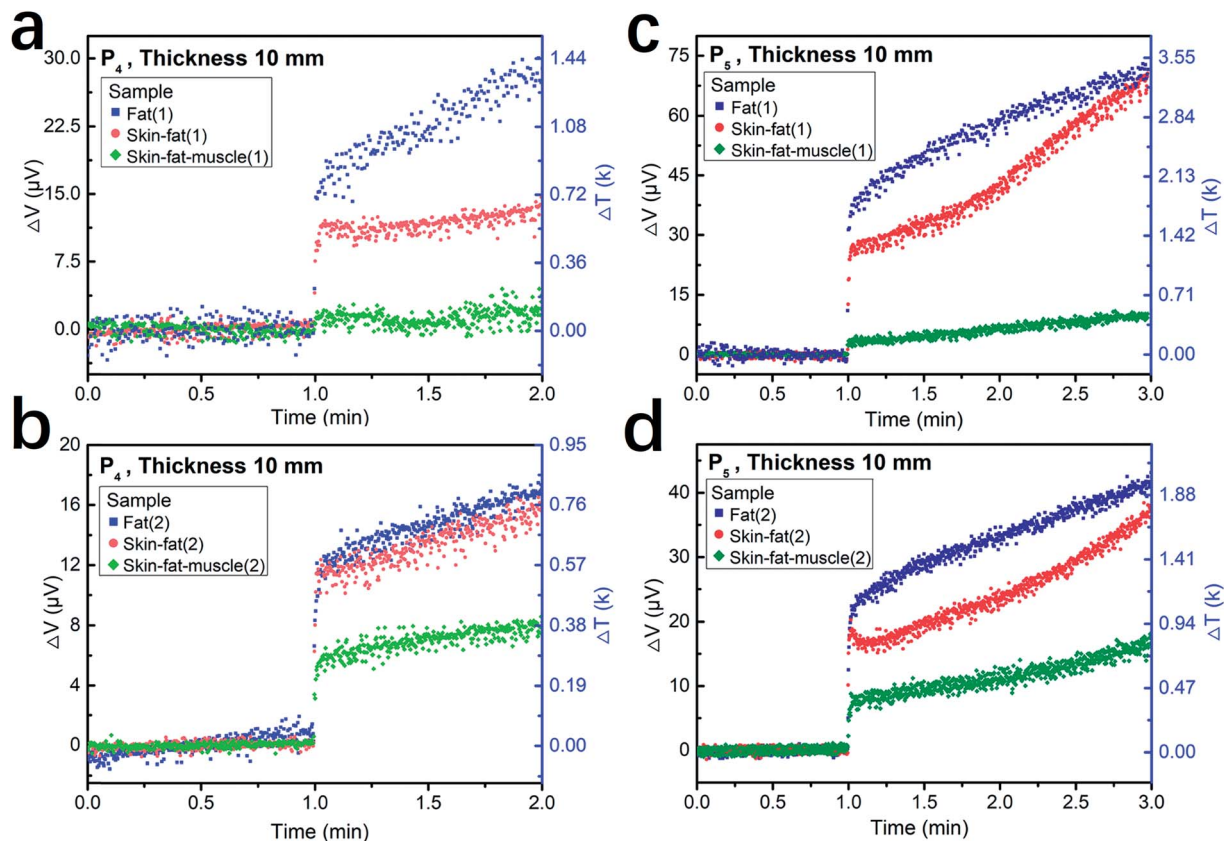 a
P4, Thickness 10 mm
Sample
Fat(1)
Skin-fat(1)
Skin-fat-muscle(1)
30.0
22.5
15.0
7.5
0.0
△V (µV)
1.44
1.08
0.72
0.36
0.00
△T (k)
0.0
0.5
1.0
1.5
2.0
Time (min)
c
P5, Thickness 10 mm
Sample
Fat(1)
Skin-fat(1)
Skin-fat-muscle(1)
75
60
45
30
15
0
△V (µV)
3.55
2.84
2.13
1.42
0.71
0.00
△T (k)
0.0
0.5
1.0
1.5
2.0
2.5
3.0
Time (min)
b
P4, Thickness 10 mm
Sample
Fat(2)
Skin-fat(2)
Skin-fat-muscle(2)
20
16
12
8
4
0
△V (µV)
0.95
0.76
0.57
0.38
0.19
0.00
△T (k)
0.0
0.5
1.0
1.5
2.0
Time (min)
d
P5, Thickness 10 mm
Sample
Fat(2)
Skin-fat(2)
Skin-fat-muscle(2)
40
30
20
10
0
△V (µV)
1.88
1.41
0.94
0.47
0.00
△T (k)
0.0
0.5
1.0
1.5
2.0
2.5
3.0
Time (min)